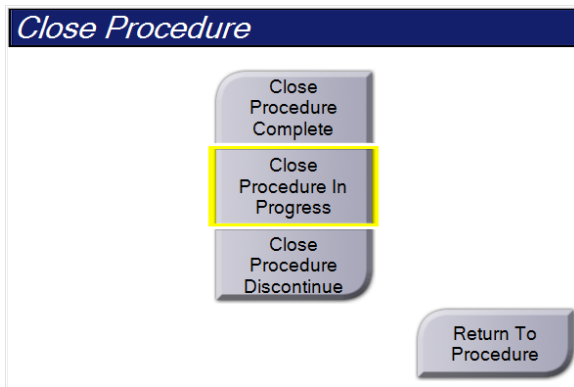 Close Procedure
Close
Procedure
Complete
Close
Procedure In
Progress
Close
Procedure
Discontinue
Return To
Procedure